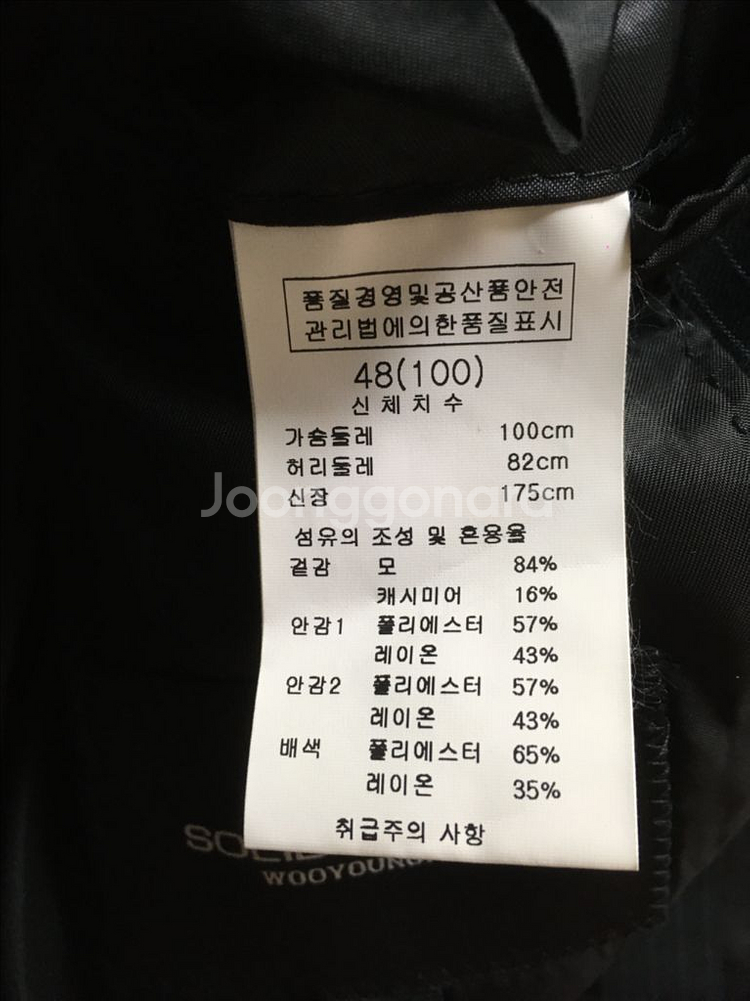 품질경영및공산품안전
관리법에의한품질표시
48(100)
신체치수
가슴둘레 100cm
허리둘레 82cm
신장 175cm
Joonggonara
섬유의 조성 및 혼용율
겉감 모 84%
캐시미어 16%
안감1 폴리에스터 57%
레이온 43%
안감2 폴리에스터 57%
레이온 43%
배색 폴리에스터 65%
레이온 35%
취급주의 사항